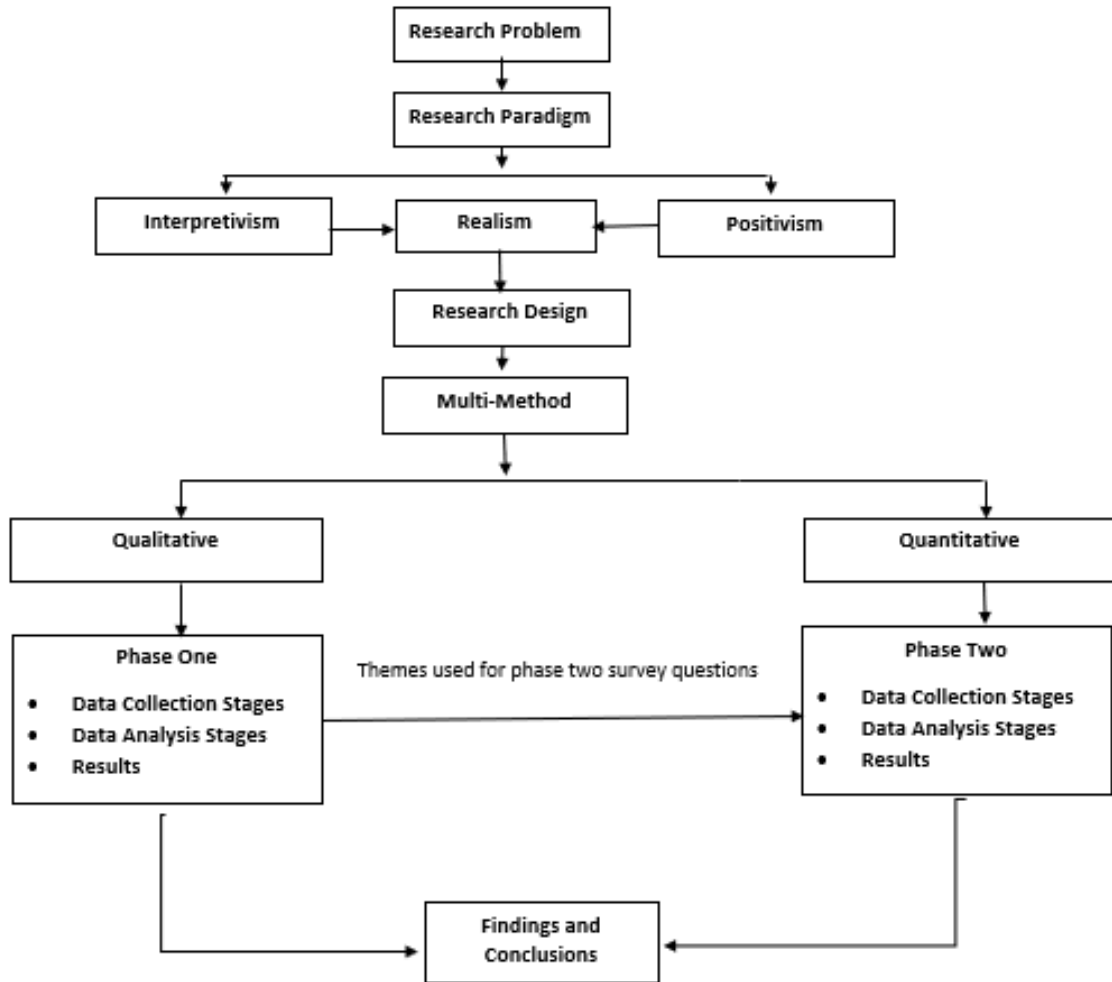 Research Problem
Research Paradigm
Interpretivism
Realism
Positivism
Research Design
Multi-Method
Qualitative
Quantitative
Phase One
• Data Collection Stages
• Data Analysis Stages
• Results
Themes used for phase two survey questions
Phase Two
• Data Collection Stages
• Data Analysis Stages
• Results
Findings and
Conclusions